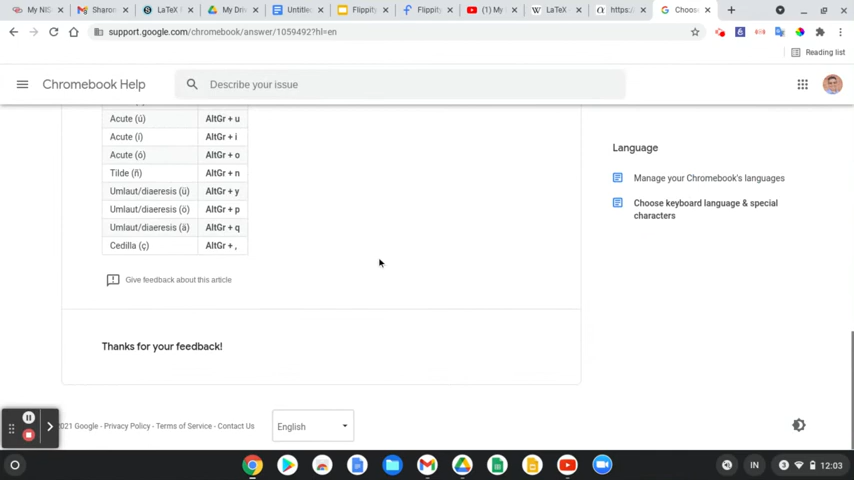 My NIS
Sharon
LaTeX
My Driv
Untitle
Flippity
Flippity
(1) My
LaTeX
https:/
Choos
support.google.com/chromebook/answer/1059492?hl=en
Reading list
Chromebook Help
Describe your issue
Acute (ú) AltGr + u
Acute (í) AltGr + i
Acute (ó) AltGr + o
Tilde (ñ) AltGr + n
Umlaut/diaeresis (ü) AltGr + y
Umlaut/diaeresis (ö) AltGr + p
Umlaut/diaeresis (ä) AltGr + q
Cedilla (ç) AltGr + ,
Give feedback about this article
Thanks for your feedback!
Language
Manage your Chromebook's languages
Choose keyboard language & special
characters
2021 Google - Privacy Policy - Terms of Service - Contact Us
English
IN
3
12:03